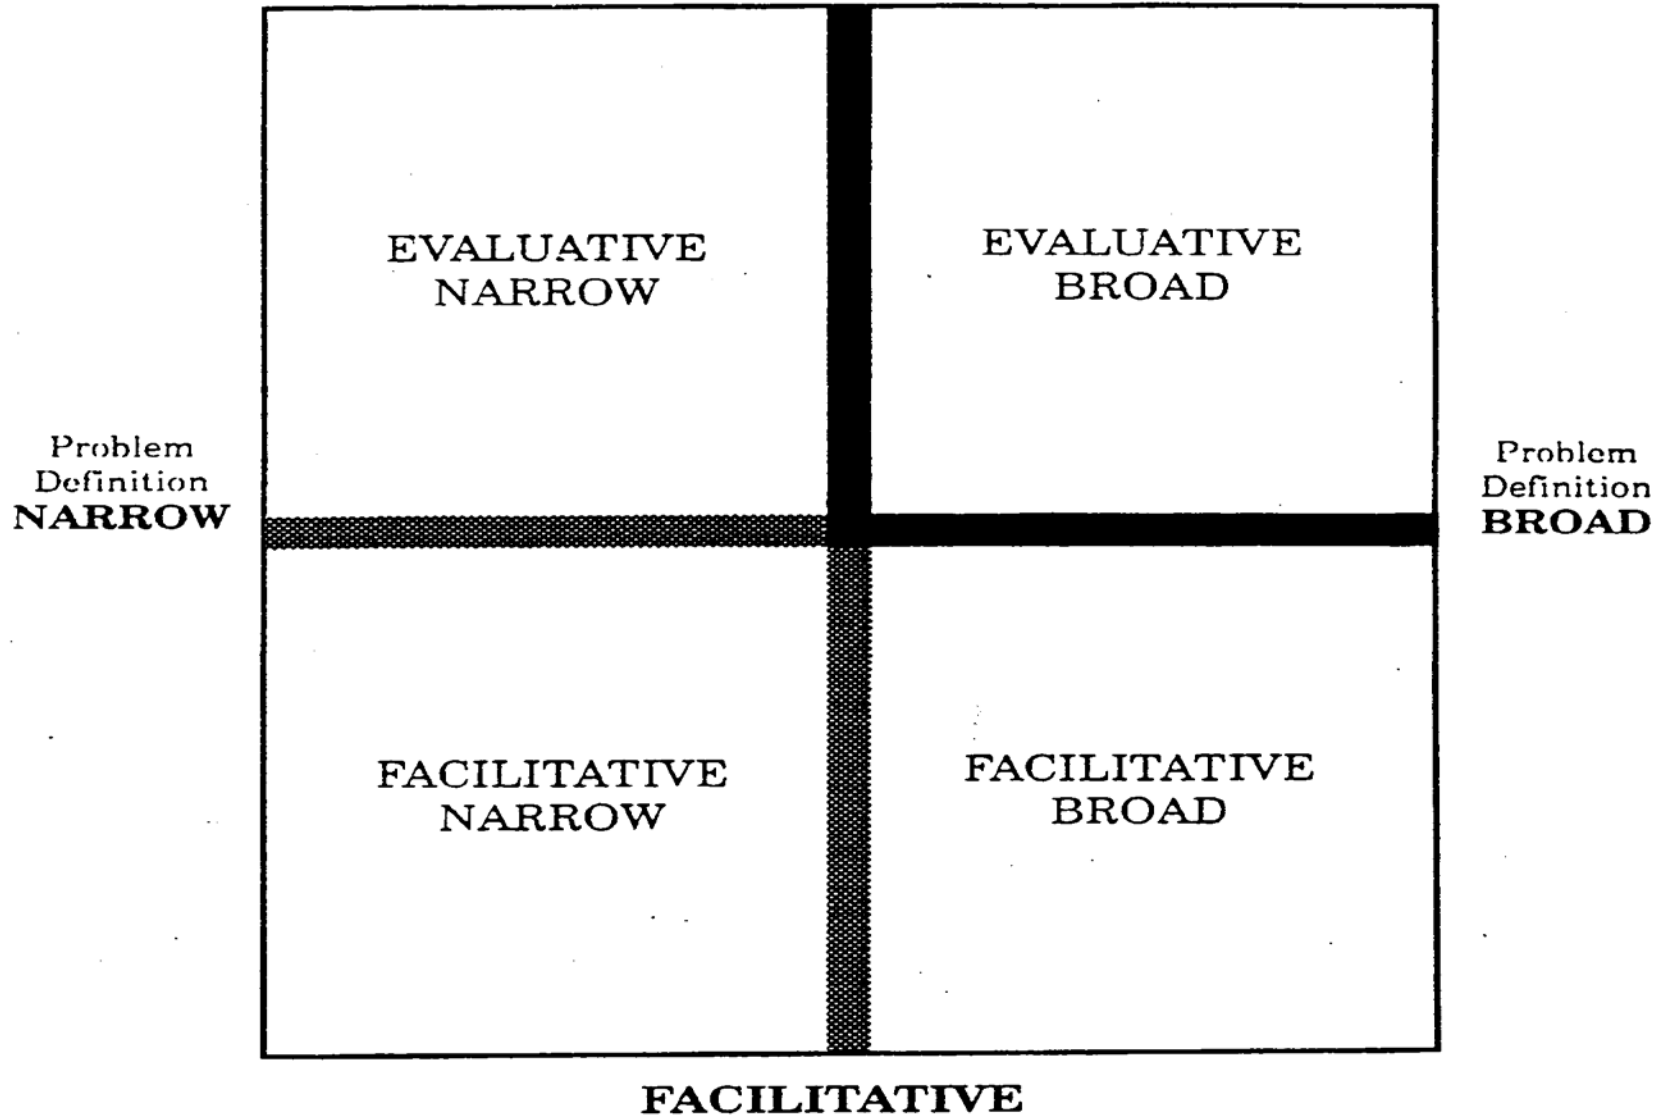 EVALUATIVE
NARROW
EVALUATIVE
BROAD
Problem
Definition
NARROW
Problem
Definition
BROAD
FACILITATIVE
NARROW
FACILITATIVE
BROAD
FACILITATIVE